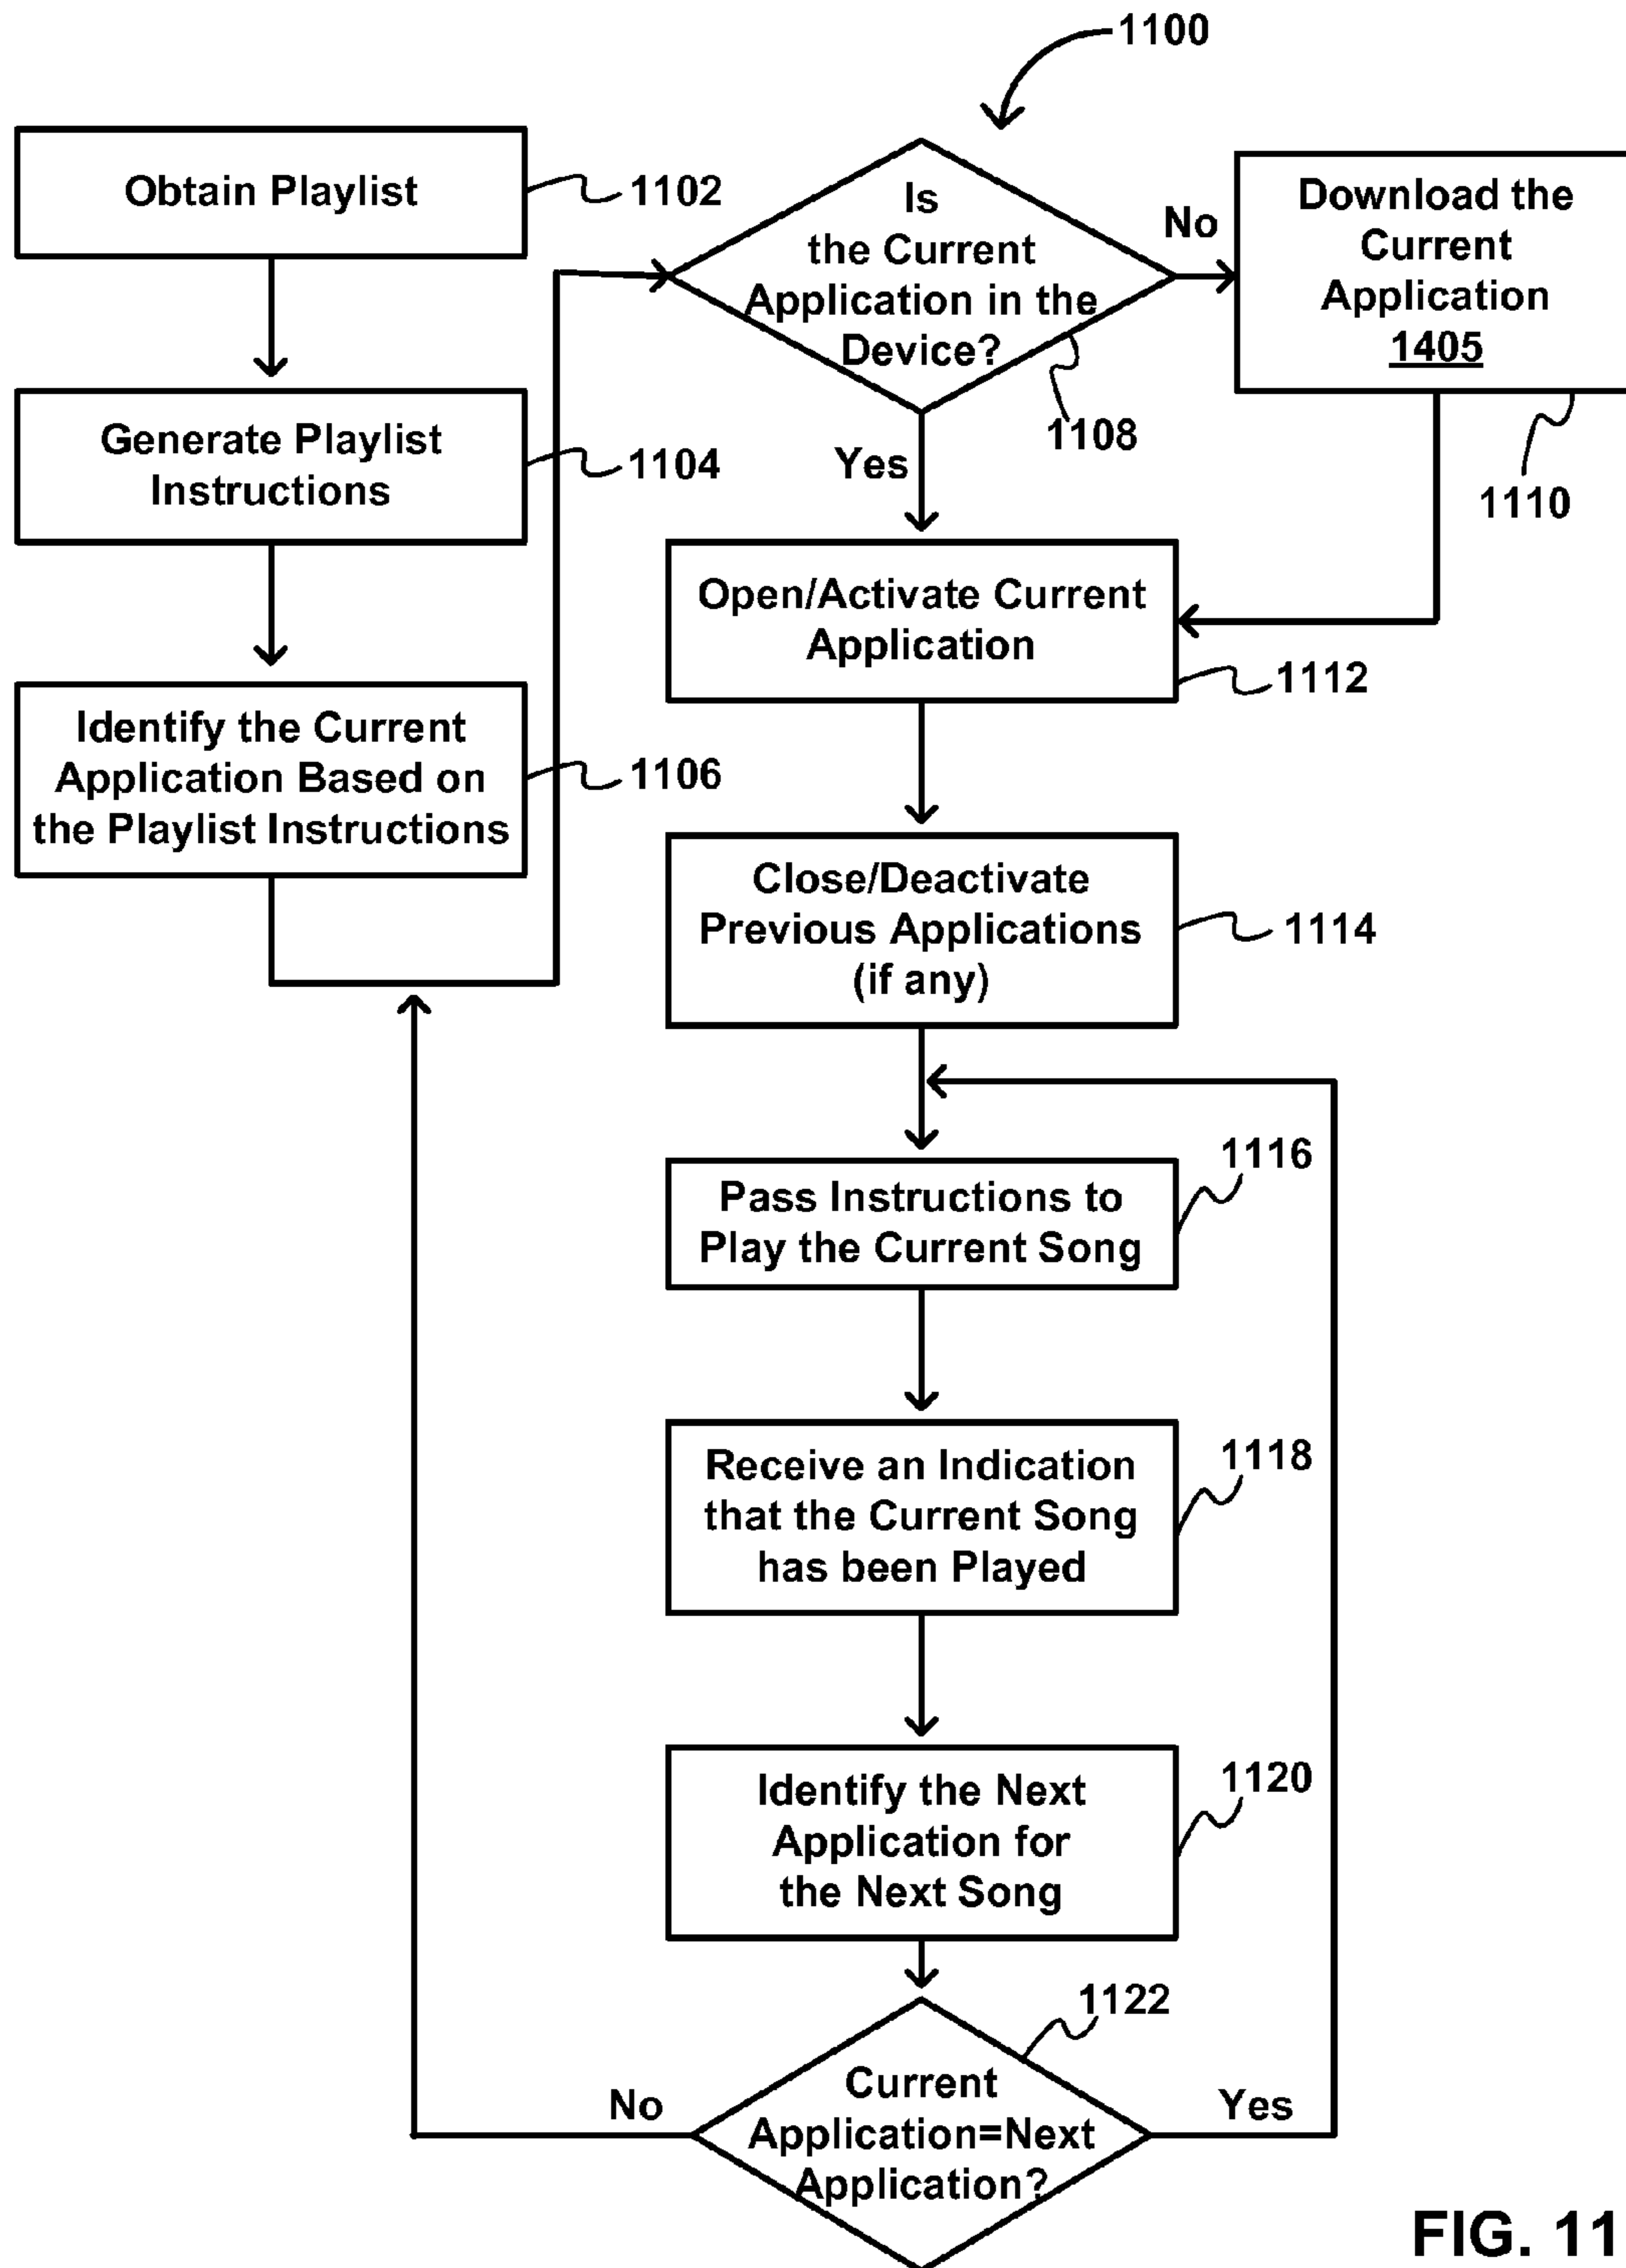 1100
Obtain Playlist
1102
Generate Playlist
Instructions
1104
Identify the Current
Application Based on
the Playlist Instructions
1106
Is
the Current
Application in the
Device?
1108
No
Yes
Download the
Current
Application
1405
1110
Open/Activate Current
Application
1112
Close/Deactivate
Previous Applications
(if any)
1114
Pass Instructions to
Play the Current Song
1116
Receive an Indication
that the Current Song
has been Played
1118
Identify the Next
Application for
the Next Song
1120
Current
Application=Next
Application?
1122
No
Yes
FIG. 11